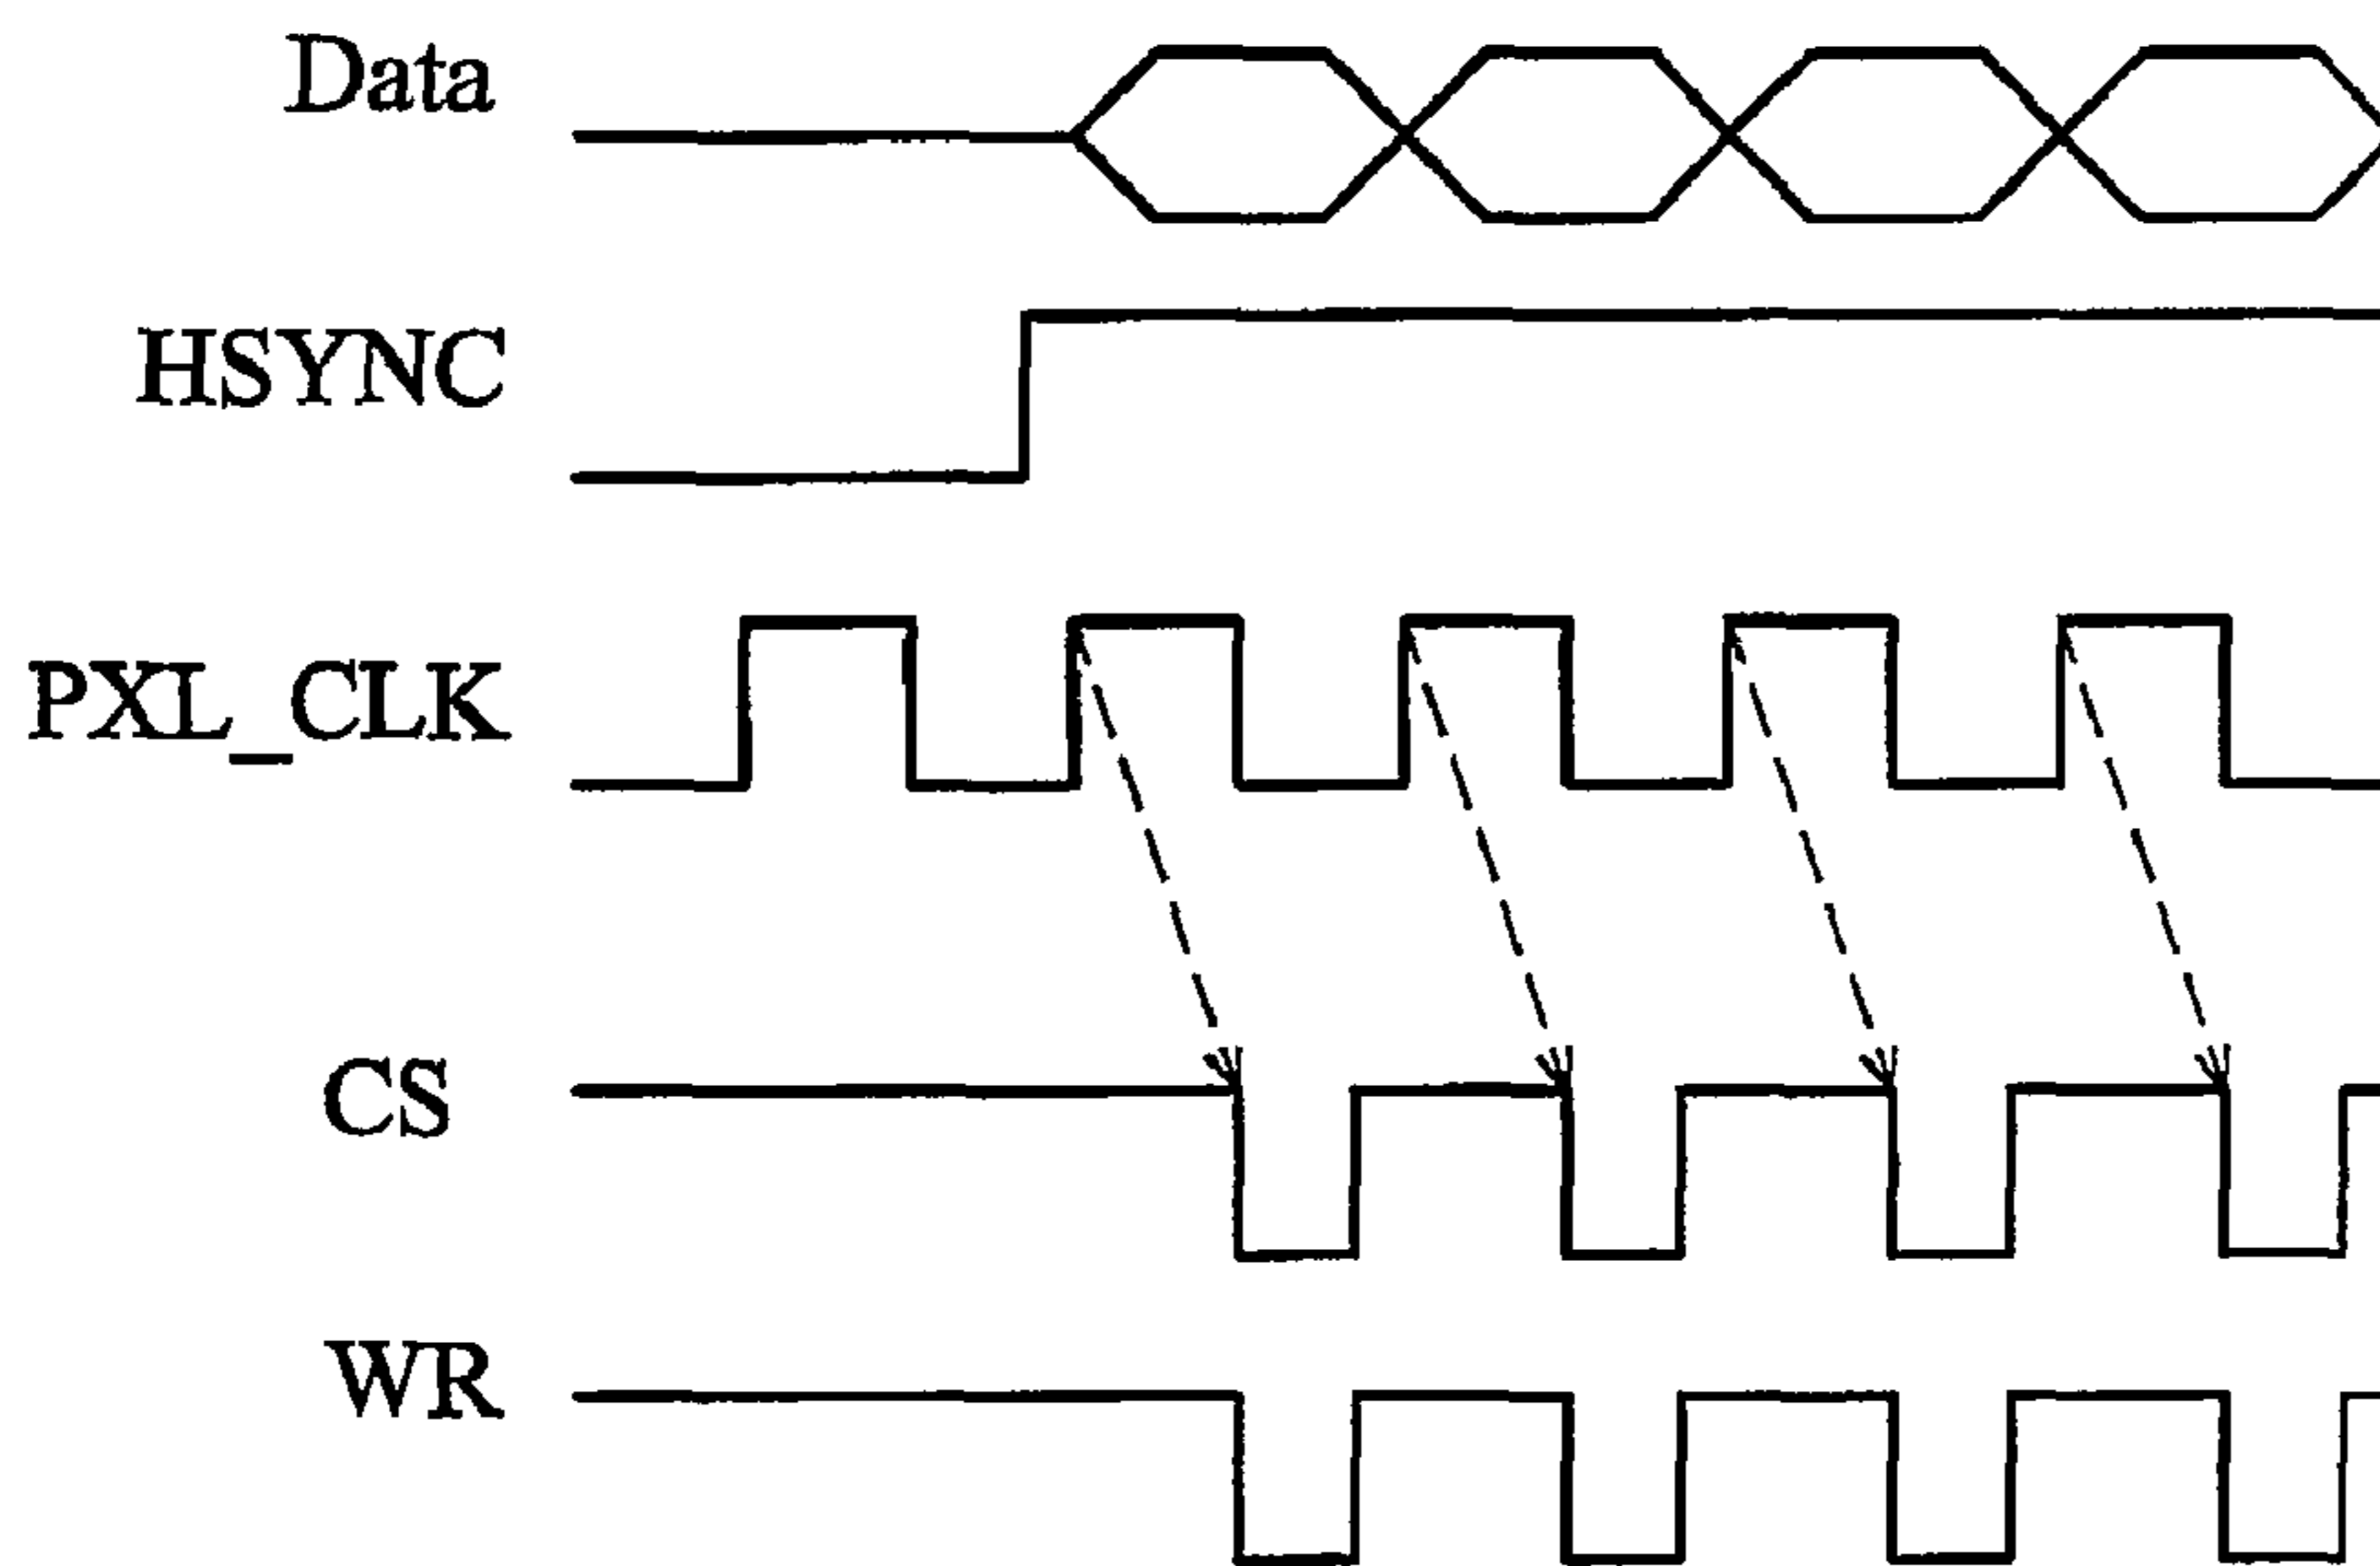 Data
HSYNC
PXL_CLK
CS
WR